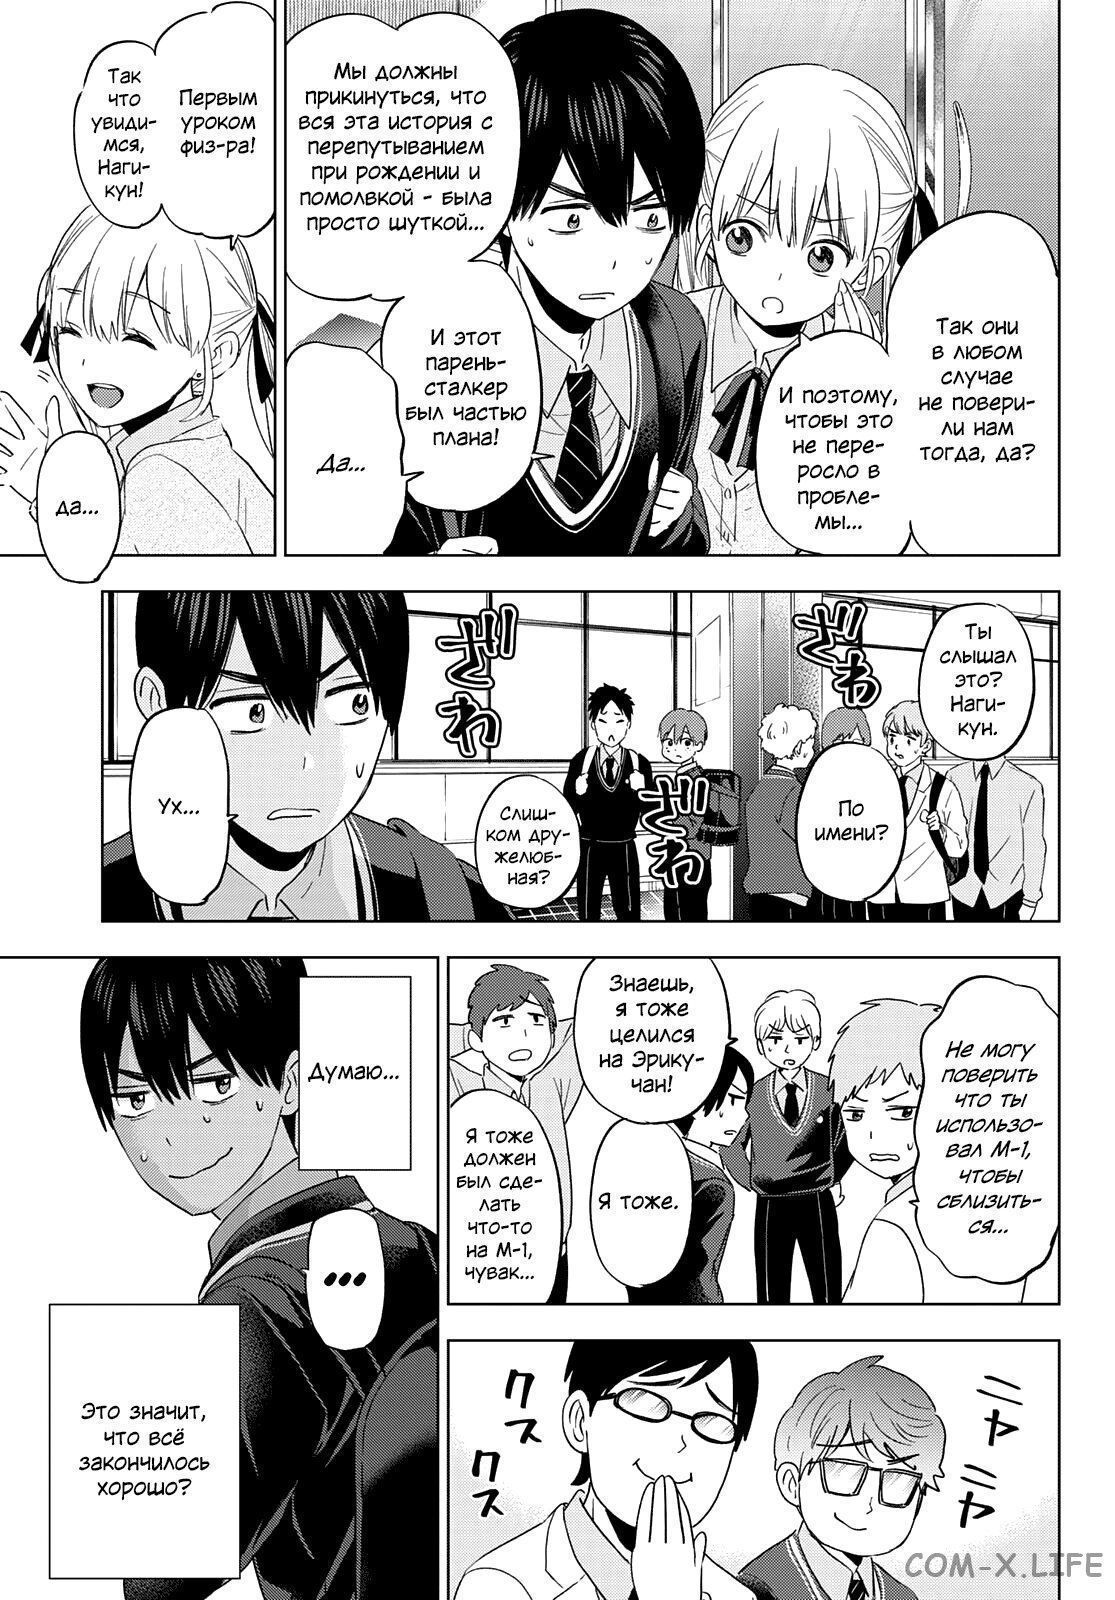 Так они
в любом
случае
не повери-
ли нам
тогда, да?
И поэтому,
чтобы это
не пере-
росло в
пробле-
мы...
Мы должны
прикинуться, что
вся эта история с
перепутыванием
при рождении и
помолвкой - была
просто шуткой...
И этот
парень-
сталкер
был частью
плана!
Да...
Первым
уроком
физ-ра!
Так
что
увиди-
мся,
Наги-
кун!
Да...
Ты
слышал
это?
Наги-
кун.
По
имени?
ざわ
ざわ
Слиш-
ком дру-
желюб-
ная?
ざわ
Ух...
Не могу
поверить
что ты
использо-
вал М-1,
чтобы
сблизить-
ся...
Знаешь,
я тоже
целился
на Эрику-
чан!
Я тоже.
Я тоже
должен
был сде-
лать
что-то
на М-1,
чувак...
ニヤ
ニヤ
クス
クス
Думаю...
...
Это значит,
что всё
закончилось
хорошо?
COM-X.LIFE